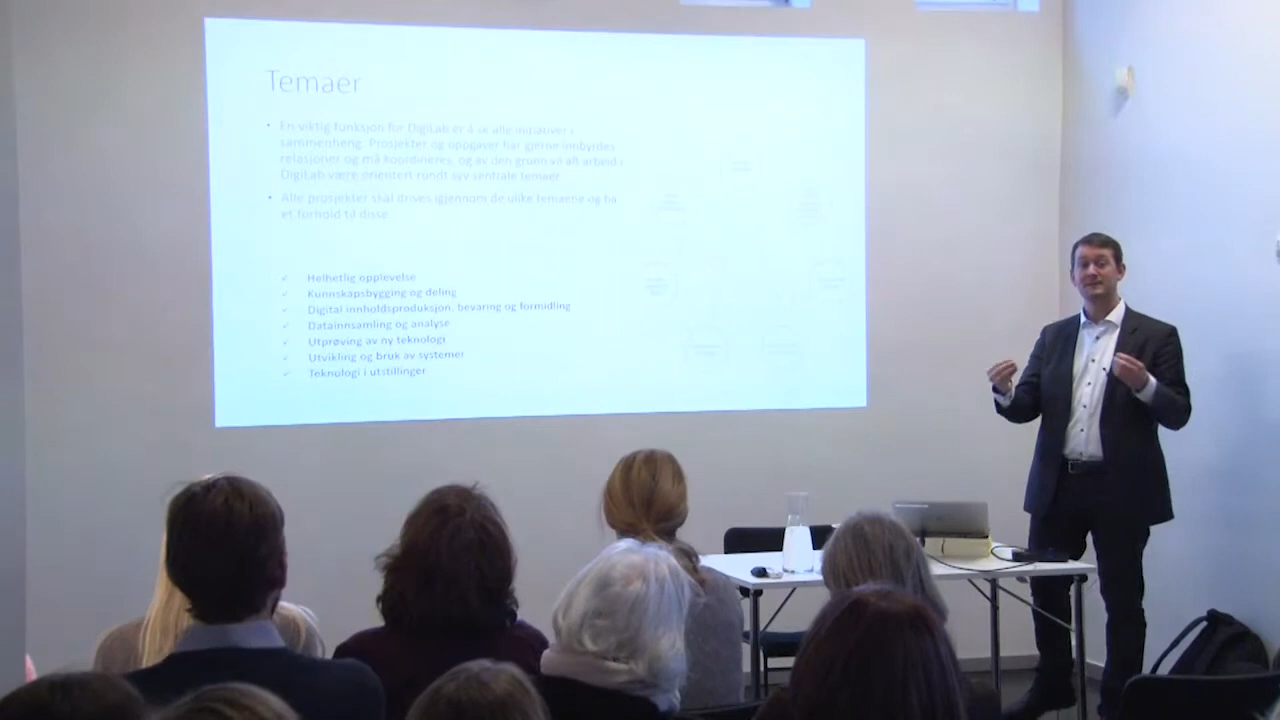 Temaer
En viktig funksjon for DigiLab er å se alle initiativer i
sammenheng. Prosjekter og oppgaver har gjerne innbyrdes
relasjoner og må koordineres, og av den grunn vil alt arbeid i
DigiLab være orientert rundt syv sentrale temaer
Alle prosjekter skal drives igjennom de ulike temaene og ha
et forhold til disse
Helhetlig opplevelse
Kunnskapsbygging og deling
Digital innholdsproduksjon, bevaring og formidling
Datainnsamling og analyse
Utprøving av ny teknologi
Utvikling og bruk av systemer
Teknologi i utstillinger